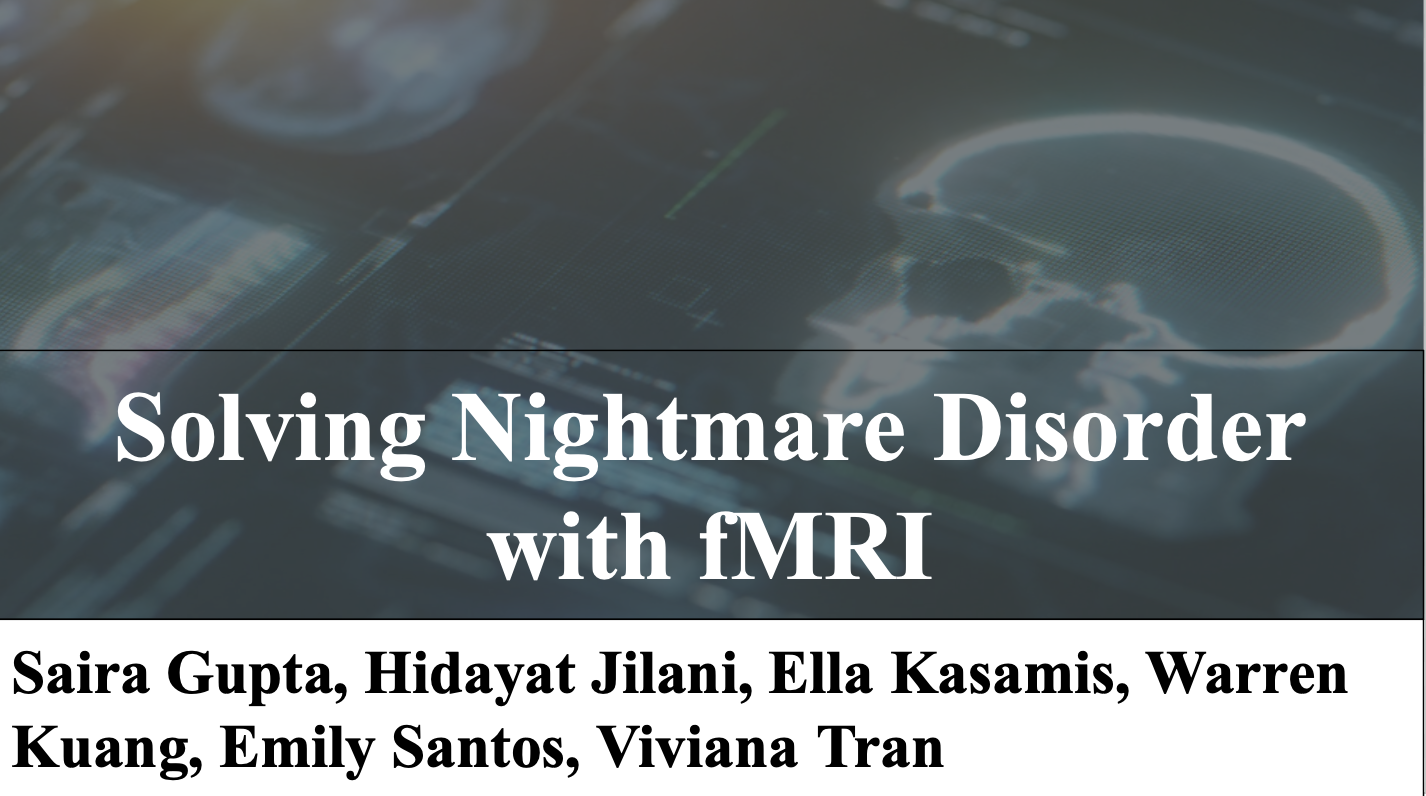 Solving Nightmare Disorder
with fMRI
Saira Gupta, Hidayat Jilani, Ella Kasamis, Warren
Kuang, Emily Santos, Viviana Tran